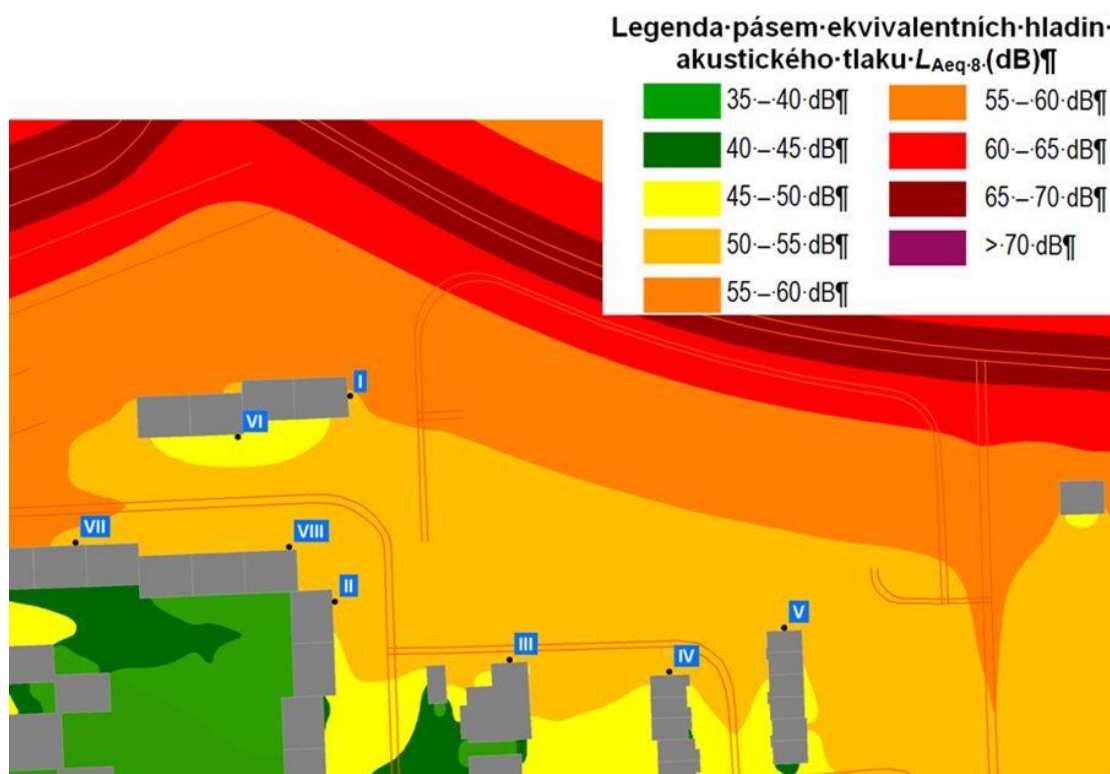 Legenda·pásem·ekvivalentních·hladin·
akustického·tlaku·LAeq·8·(dB)¶
35·–·40·dB¶
40·–·45·dB¶
45·–·50·dB¶
50·–·55·dB¶
55·–·60·dB¶
55·–·60·dB¶
60·–·65·dB¶
65·–·70·dB¶
>·70·dB¶
I
VI
VII
VIII
II
III
IV
V